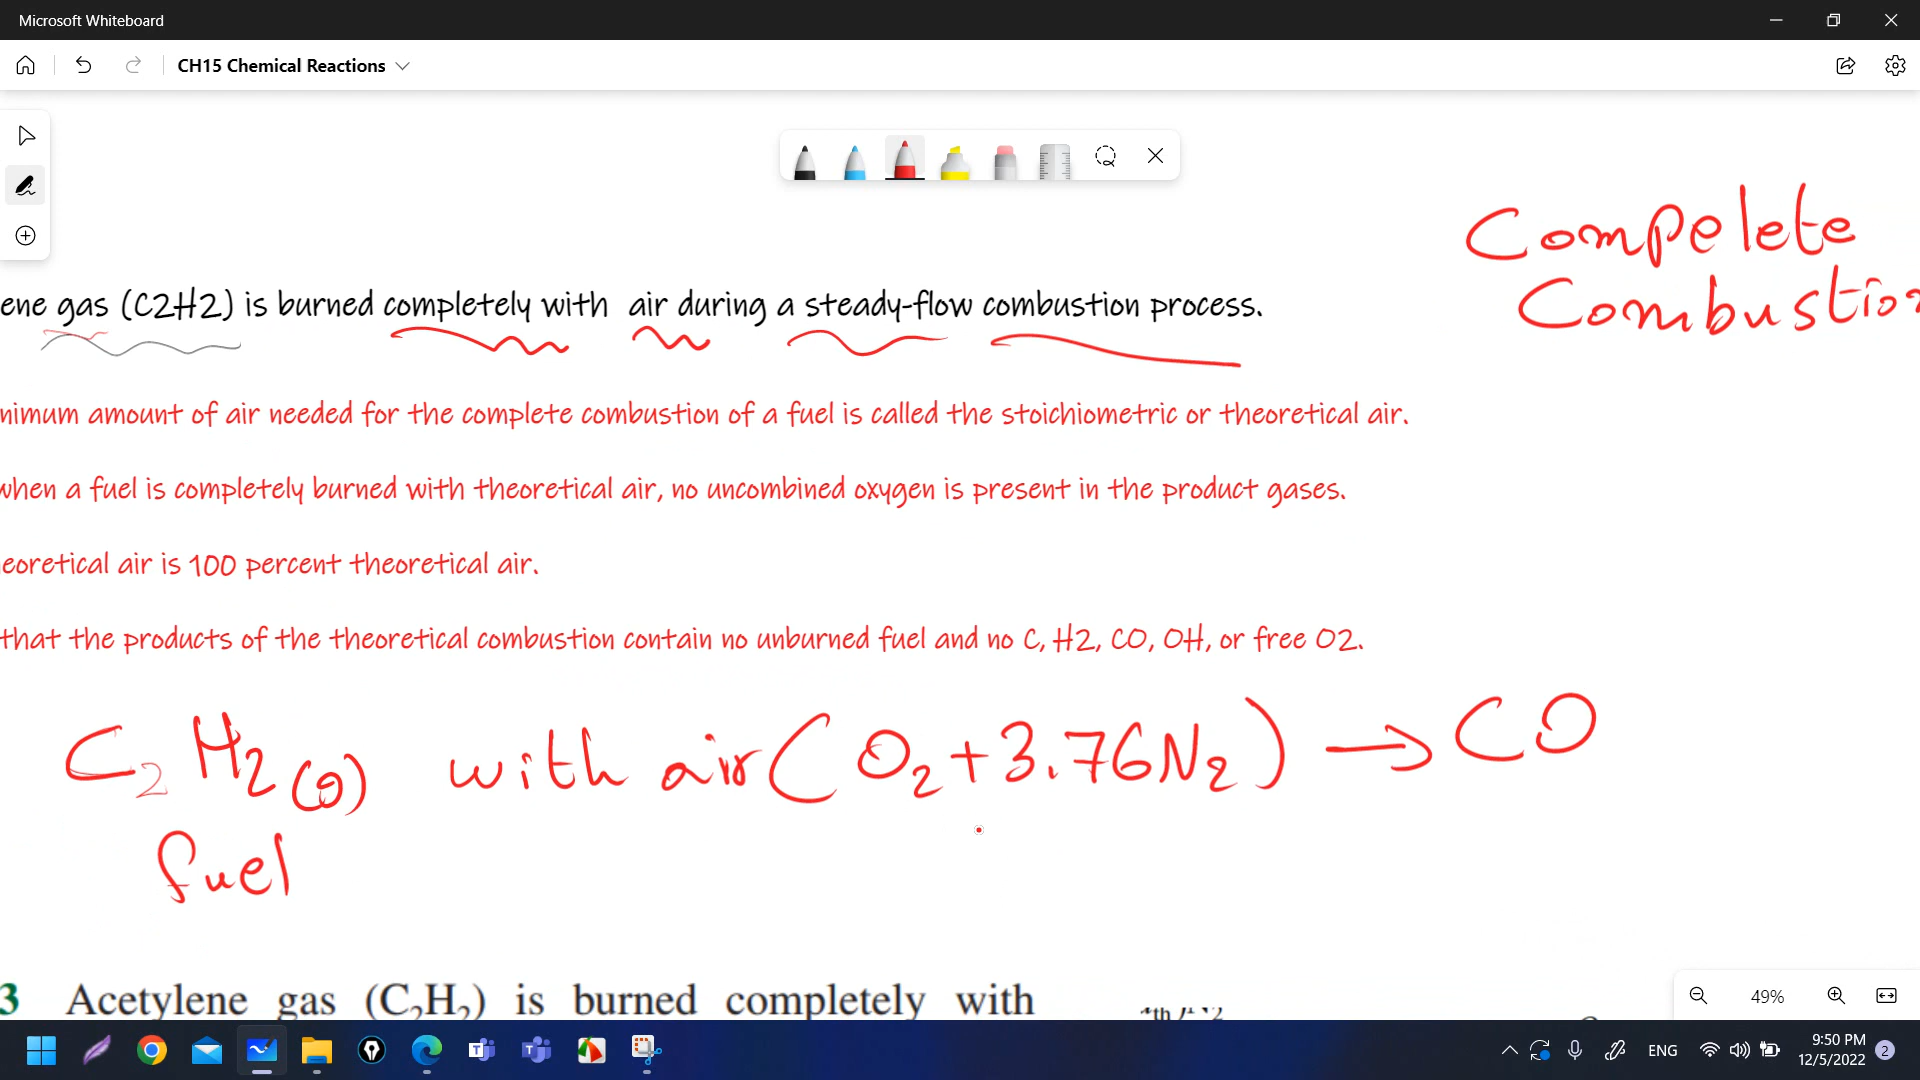 Microsoft Whiteboard
CH15 Chemical Reactions
Compelete
Combustion
ene gas (C2H2) is burned completely with air during a steady-flow combustion process.
nimum amount of air needed for the complete combustion of a fuel is called the stoichiometric or theoretical air.
when a fuel is completely burned with theoretical air, no uncombined oxygen is present in the product gases.
eoretical air is 100 percent theoretical air.
that the products of the theoretical combustion contain no unburned fuel and no C, H2, CO, OH, or free O2.
C₂H₂(g) with air (O₂+3.76N₂) → CO
fuel
3 Acetylene gas (C₂H₂) is burned completely with
49%
ENG
9:50 PM
12/5/2022
2